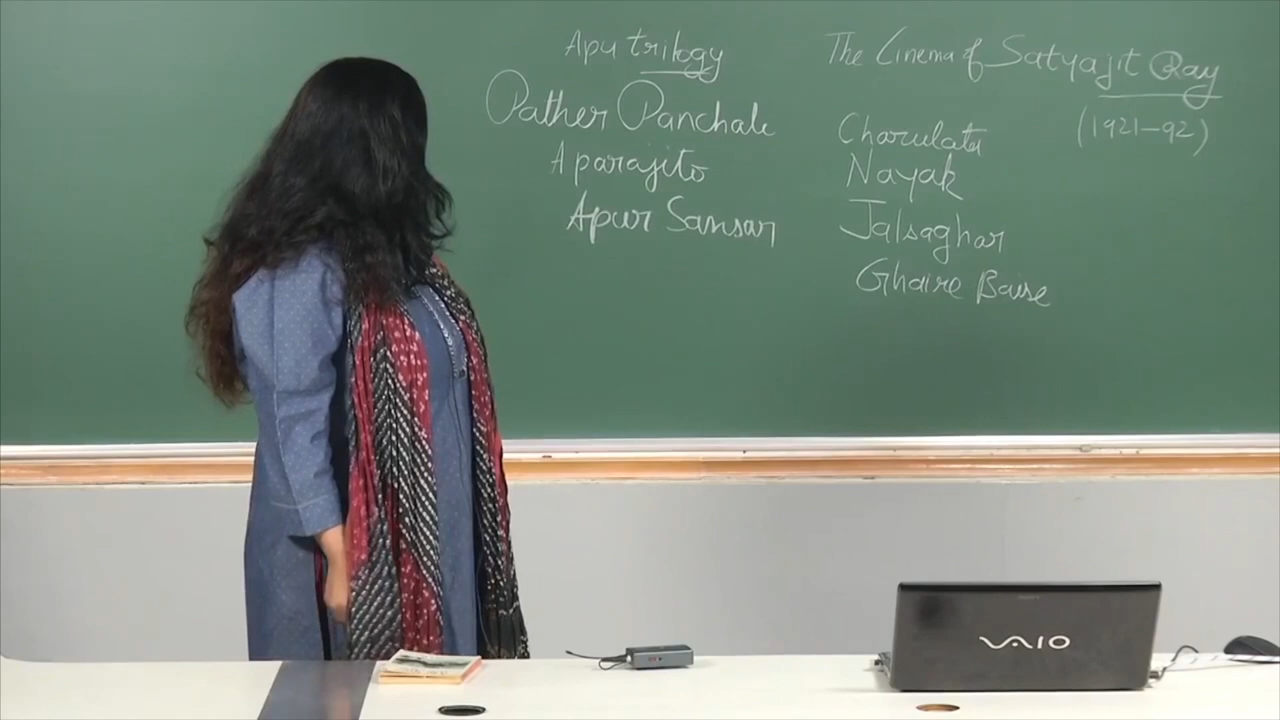 Apu trilogy
Pather Panchali
Aparajito
Apur Sansar
The Cinema of Satyajit Ray
(1921-92)
Charulata
Nayak
Jalsaghar
Ghaire Baire
VAIO